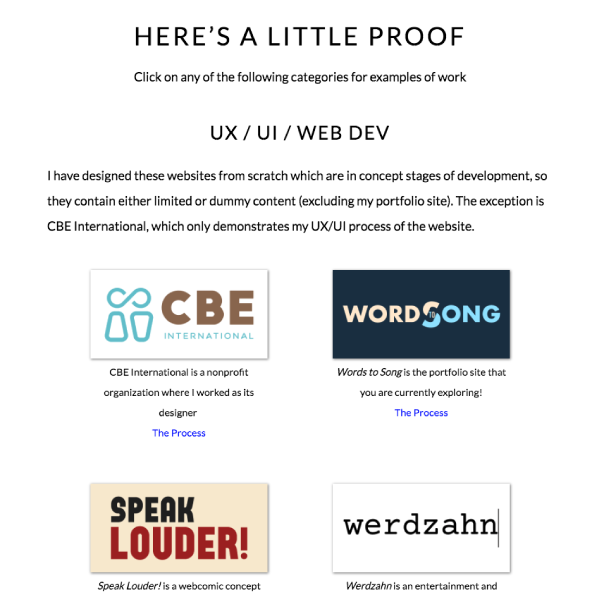 HERE’S A LITTLE PROOF
Click on any of the following categories for examples of work
UX / UI / WEB DEV
I have designed these websites from scratch which are in concept stages of development, so
they contain either limited or dummy content (excluding my portfolio site). The exception is
CBE International, which only demonstrates my UX/UI process of the website.
CBE
INTERNATIONAL
CBE International is a nonprofit
organization where I worked as its
designer
The Process
WORD TO SONG
Words to Song is the portfolio site that
you are currently exploring!
The Process
SPEAK
LOUDER!
Speak Louder! is a webcomic concept
werdzahn
Werdzahn is an entertainment and